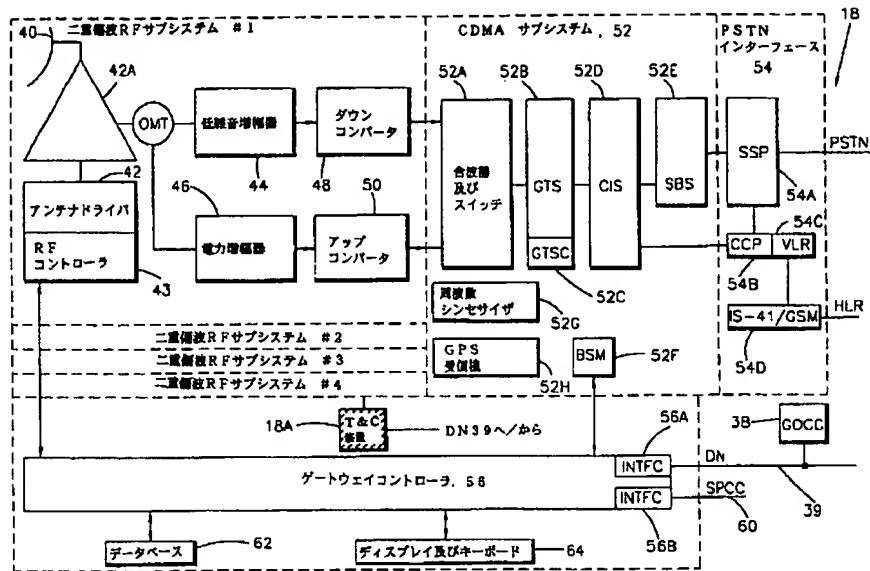 40
二重偏波RFサブシステム #1
42A
OMT
低雑音増幅器
44
ダウン
コンバータ
48
42
アンテナドライバ
RF
コントローラ
43
46
電力増幅器
50
アップ
コンバータ
二重偏波RFサブシステム #2
二重偏波RFサブシステム #3
二重偏波RFサブシステム #4
CDMA サブシステム, 52
52A
52B
52D
52E
合波器
及び
スイッチ
GTS
GTSC
52C
CIS
SBS
周波数
シンセサイザ
52G
GPS
受信機
52H
BSM
52F
PSTN
インターフェース
54
18
SSP
PSTN
54A
54C
CCP
VLR
54B
IS-41/GSM
HLR
54D
18A
T&C
装置
DN39へ/から
56A
38
GOCC
ゲートウェイコントローラ, 56
INTFC
DN
39
INTFC
SPCC
60
56B
データベース
62
ディスプレイ及びキーボード
64